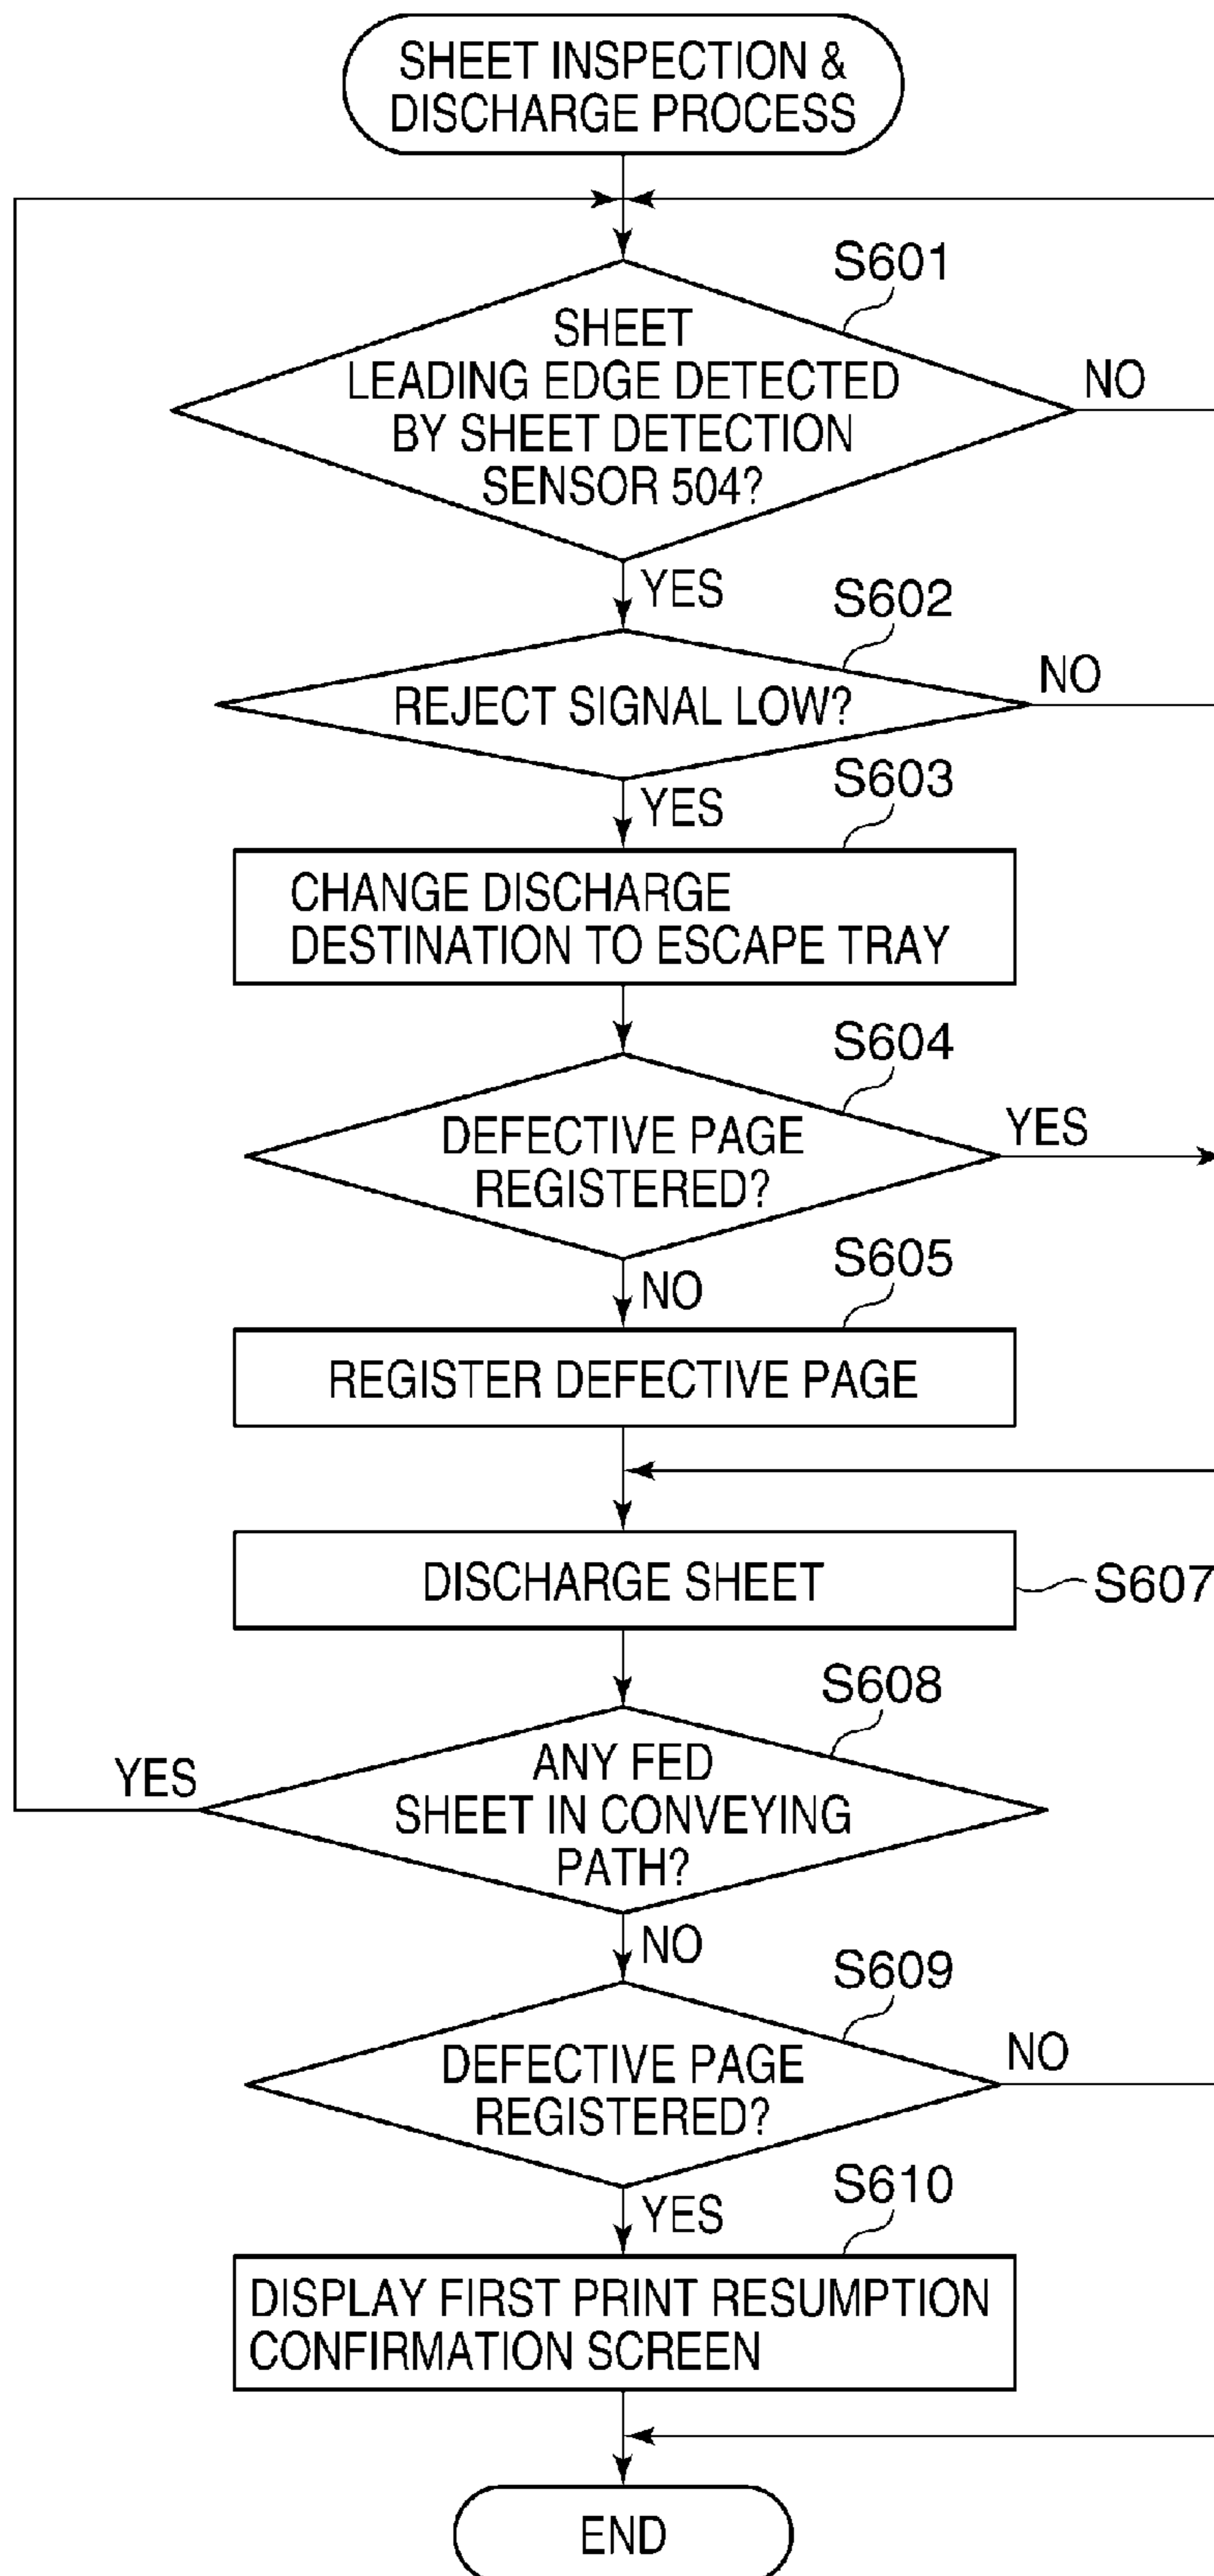 SHEET INSPECTION &
DISCHARGE PROCESS
S601
SHEET
LEADING EDGE DETECTED
BY SHEET DETECTION
SENSOR 504?
NO
YES
S602
REJECT SIGNAL LOW?
NO
YES
S603
CHANGE DISCHARGE
DESTINATION TO ESCAPE TRAY
S604
DEFECTIVE PAGE
REGISTERED?
YES
NO
S605
REGISTER DEFECTIVE PAGE
DISCHARGE SHEET
S607
S608
YES
ANY FED
SHEET IN CONVEYING
PATH?
NO
S609
DEFECTIVE PAGE
REGISTERED?
NO
YES
S610
DISPLAY FIRST PRINT RESUMPTION
CONFIRMATION SCREEN
END